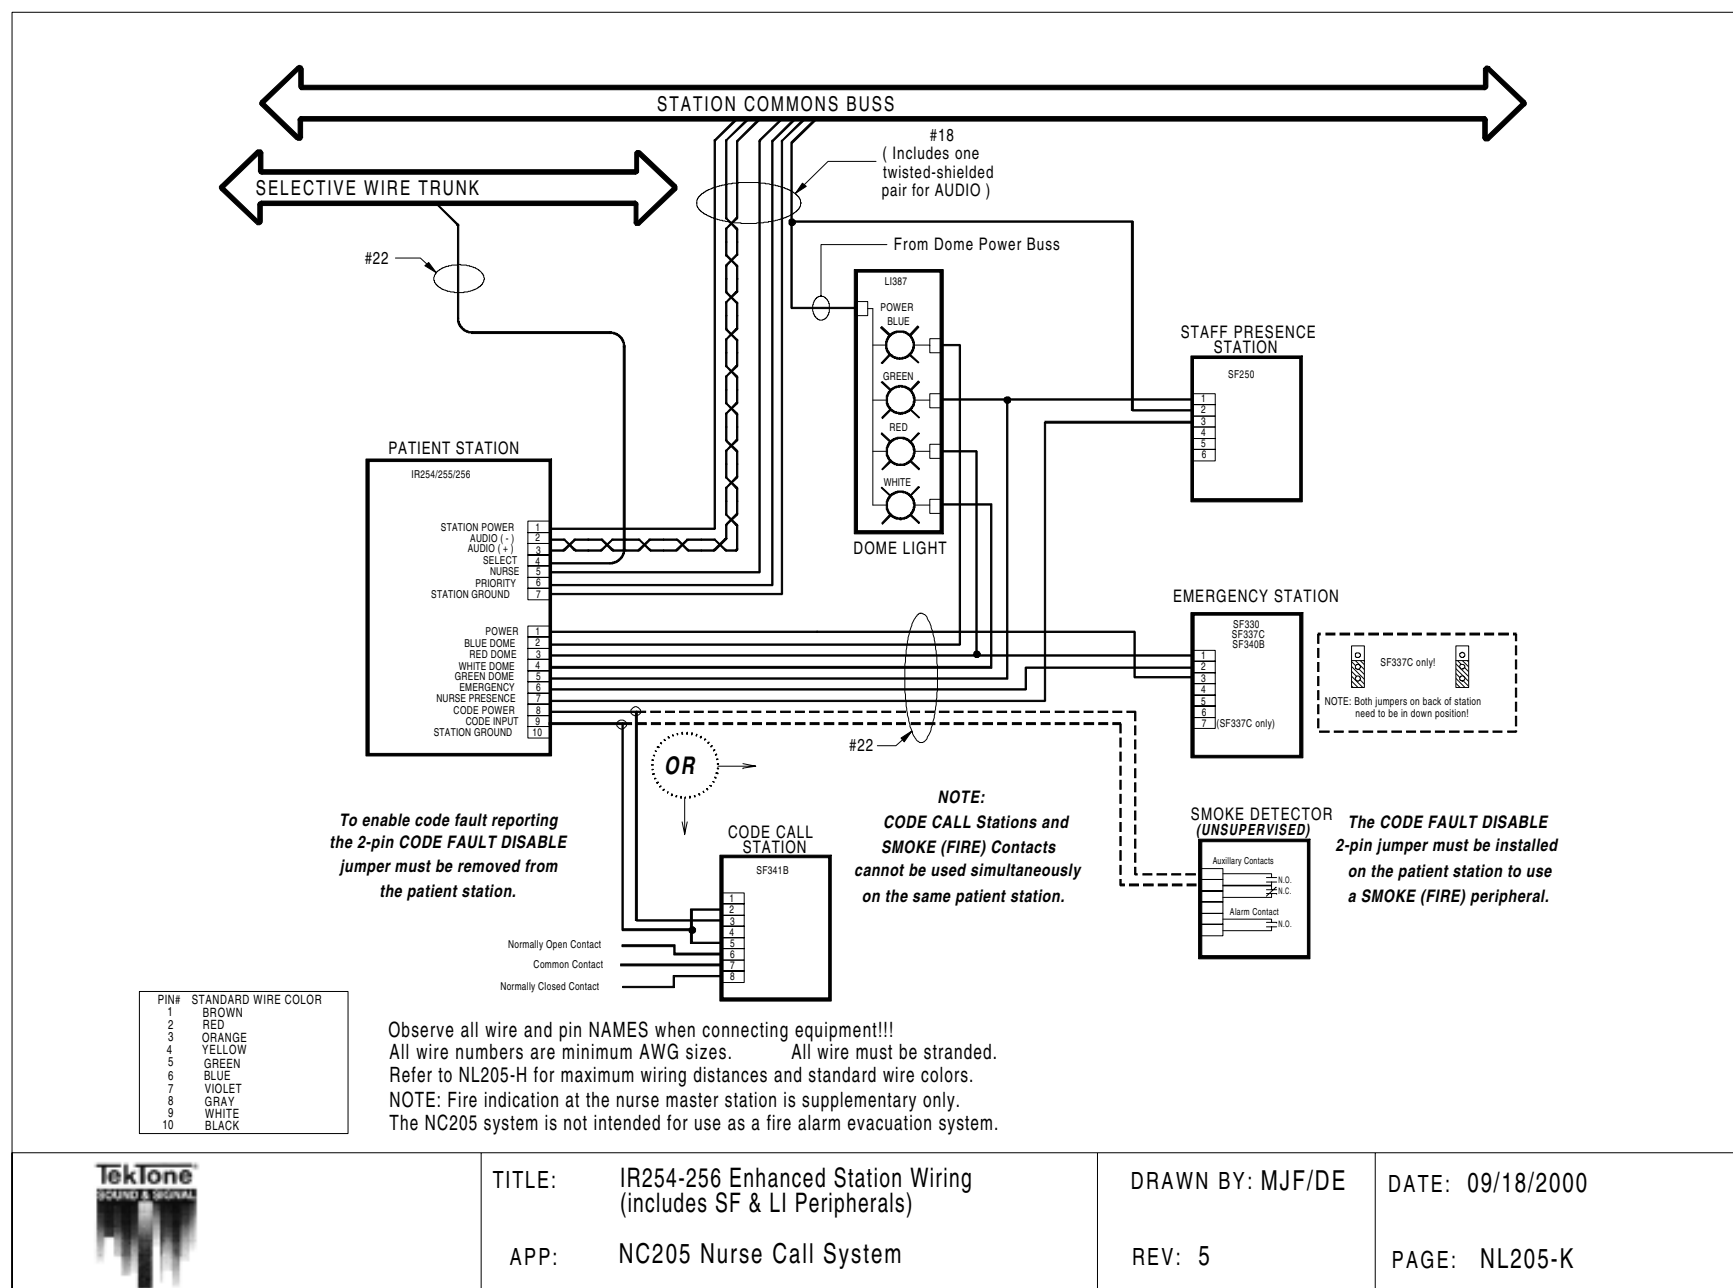 STATION COMMONS BUSS
#18
( Includes one
twisted-shielded
pair for AUDIO )
SELECTIVE WIRE TRUNK
#22
From Dome Power Buss
LI387
POWER
BLUE
GREEN
RED
WHITE
DOME LIGHT
STAFF PRESENCE
STATION
SF250
1
2
3
4
5
6
PATIENT STATION
IR254/255/256
STATION POWER 1
AUDIO ( - ) 2
AUDIO ( + ) 3
SELECT 4
NURSE 5
PRIORITY 6
STATION GROUND 7
POWER 1
BLUE DOME 2
RED DOME 3
WHITE DOME 4
GREEN DOME 5
EMERGENCY 6
NURSE PRESENCE 7
CODE POWER 8
CODE INPUT 9
STATION GROUND 10
EMERGENCY STATION
SF330
SF337C
SF340B
1
2
3
4
5
6
7 (SF337C only)
SF337C only!
NOTE: Both jumpers on back of station
need to be in down position!
#22
OR
To enable code fault reporting
the 2-pin CODE FAULT DISABLE
jumper must be removed from
the patient station.
CODE CALL
STATION
SF341B
1
2
3
4
5
6
7
8
Normally Open Contact
Common Contact
Normally Closed Contact
NOTE:
CODE CALL Stations and
SMOKE (FIRE) Contacts
cannot be used simultaneously
on the same patient station.
SMOKE DETECTOR
(UNSUPERVISED)
Auxillary Contacts
N.O.
N.C.
Alarm Contact
N.O.
The CODE FAULT DISABLE
2-pin jumper must be installed
on the patient station to use
a SMOKE (FIRE) peripheral.
PIN# STANDARD WIRE COLOR
1 BROWN
2 RED
3 ORANGE
4 YELLOW
5 GREEN
6 BLUE
7 VIOLET
8 GRAY
9 WHITE
10 BLACK
Observe all wire and pin NAMES when connecting equipment!!!
All wire numbers are minimum AWG sizes. All wire must be stranded.
Refer to NL205-H for maximum wiring distances and standard wire colors.
NOTE: Fire indication at the nurse master station is supplementary only.
The NC205 system is not intended for use as a fire alarm evacuation system.
TekTone
SOUND & SIGNAL
TITLE: IR254-256 Enhanced Station Wiring
(includes SF & LI Peripherals)
APP: NC205 Nurse Call System
DRAWN BY: MJF/DE
REV: 5
DATE: 09/18/2000
PAGE: NL205-K